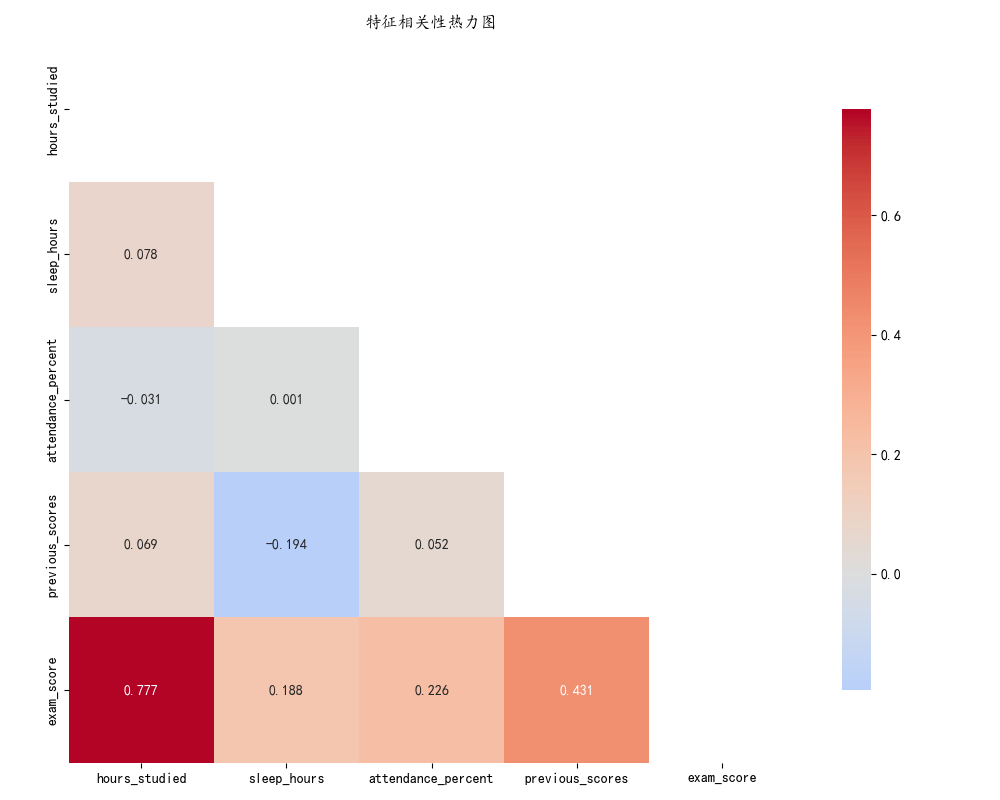 特征相关性热力图
hours_studied
sleep_hours
0.078
attendance_percent
-0.031 0.001
previous_scores
0.069 -0.194 0.052
exam_score
0.777 0.188 0.226 0.431
hours_studied sleep_hours attendance_percent previous_scores exam_score
0.6
0.4
0.2
0.0